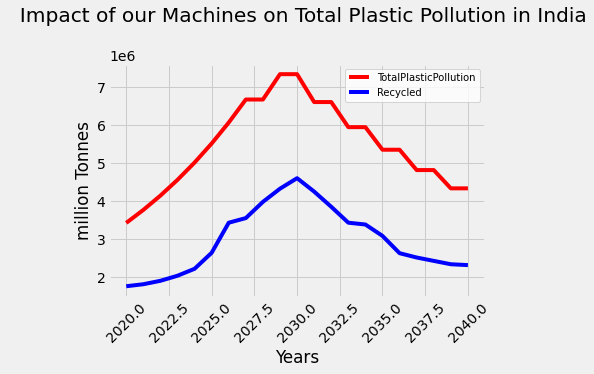 Impact of our Machines on Total Plastic Pollution in India
1e6
TotalPlasticPollution
Recycled
7
6
5
4
3
2
million Tonnes
2020.0
2022.5
2025.0
2027.5
2030.0
2032.5
2035.0
2037.5
2040.0
Years